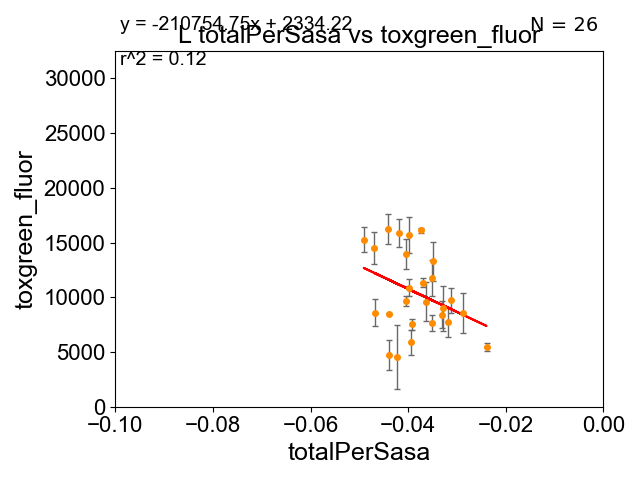 y = -210754.75x + 2334.22
N = 26
L totalPerSasa vs toxgreen_fluor
r^2 = 0.12
30000
25000
20000
15000
10000
5000
0
toxgreen_fluor
−0.10 −0.08 −0.06 −0.04 −0.02 0.00
totalPerSasa